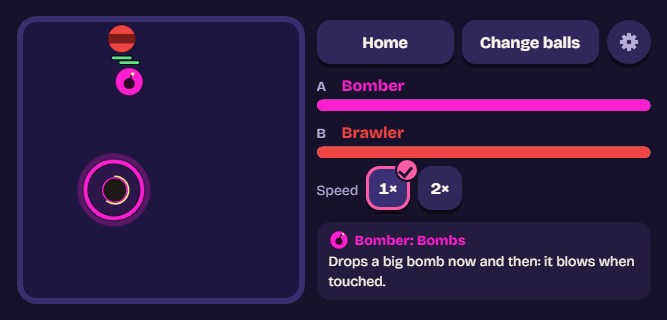 Home
Change balls
A Bomber
B Brawler
Speed 1× 2×
Bomber: Bombs
Drops a big bomb now and then: it blows when
touched.